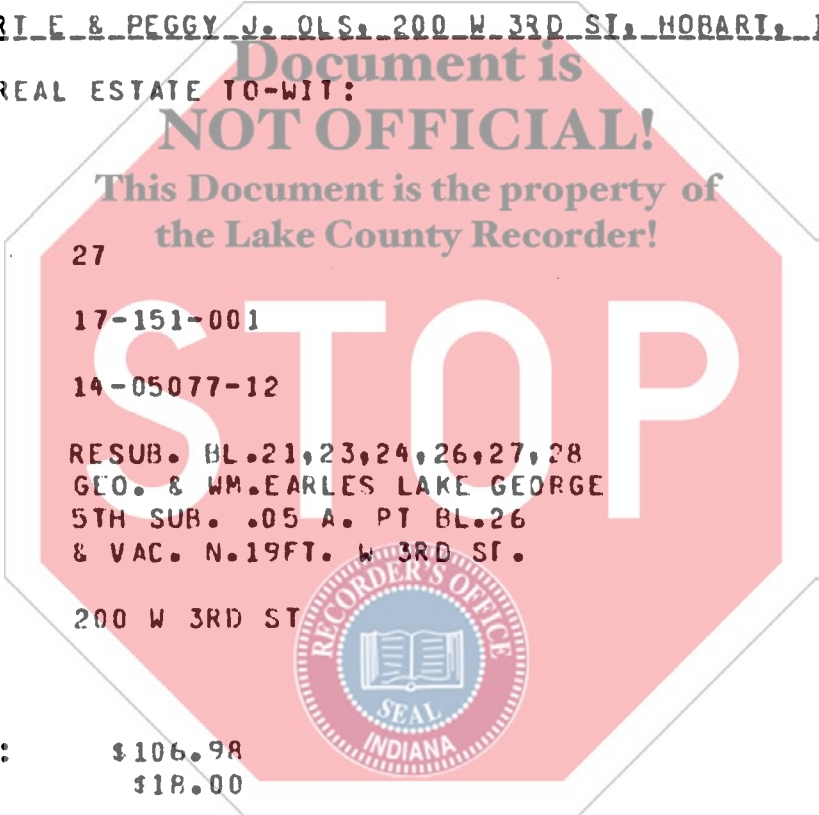 RT E & PEGGY J. OLS, 200 W 3RD ST, HOBART, I
Document is
REAL ESTATE TO-WIT:
NOT OFFICIAL!
This Document is the property of
the Lake County Recorder!
27
17-151-001
STOP
14-05077-12
RESUB. BL.21,23,24,26,27,28
GEO. & WM.EARLES LAKE GEORGE
5TH SUB. .05 A. PT BL.26
& VAC. N.19FT. W 3RD ST.
200 W 3RD ST
RECORDER'S OFFICE
SEAL
INDIANA
: $106.98
$18.00